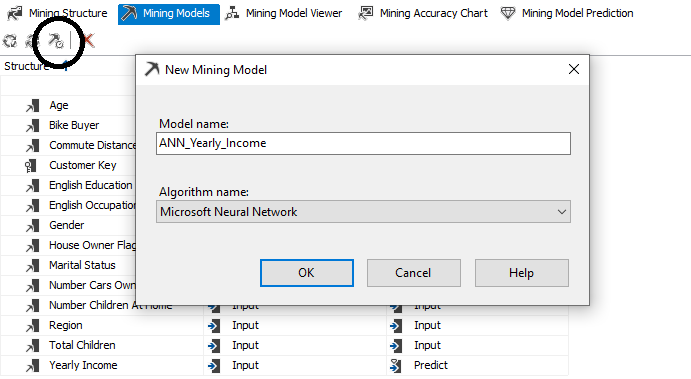 Mining Structure Mining Models Mining Model Viewer Mining Accuracy Chart Mining Model Prediction
Structure
New Mining Model
Age
Model name:
Bike Buyer
ANN_Yearly_Income
Commute Distance
Customer Key
English Education
Algorithm name:
English Occupation
Microsoft Neural Network
Gender
House Owner Flag
Marital Status
OK Cancel Help
Number Cars Own
Number Children At Home Input Input
Region Input Input
Total Children Input Input
Yearly Income Input Predict